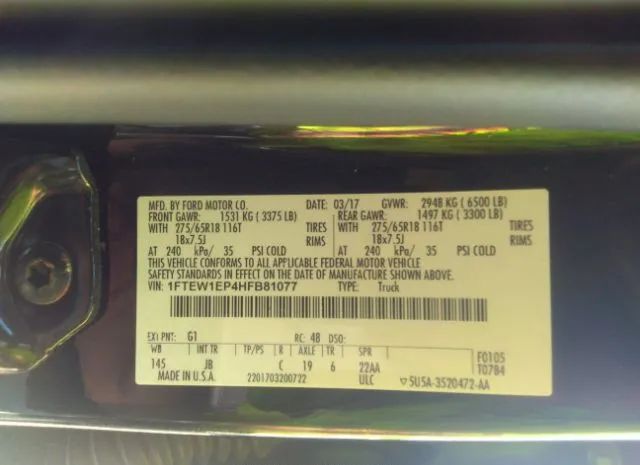 MFD. BY FORD MOTOR CO. DATE: 03/17 GVWR: 2948 KG ( 6500 LB)
FRONT GAWR: 1531 KG ( 3375 LB) REAR GAWR: 1497 KG ( 3300 LB)
WITH 275/65R18 116T TIRES WITH 275/65R18 116T TIRES
18x7.5J RIMS 18x7.5J RIMS
AT 240 kPa/ 35 PSI COLD AT 240 kPa/ 35 PSI COLD
THIS VEHICLE CONFORMS TO ALL APPLICABLE FEDERAL MOTOR VEHICLE
SAFETY STANDARDS IN EFFECT ON THE DATE OF MANUFACTURE SHOWN ABOVE.
VIN: 1FTEW1EP4HFB81077 TYPE: Truck
EXT PNT: G1 RC: 48 DSO:
WB INT TR TP/PS R AXLE TR SPR F0105
145 JB C 19 6 22AA T0784
MADE IN U.S.A. 2201703200722 ULC 5U5A-3520472-AA